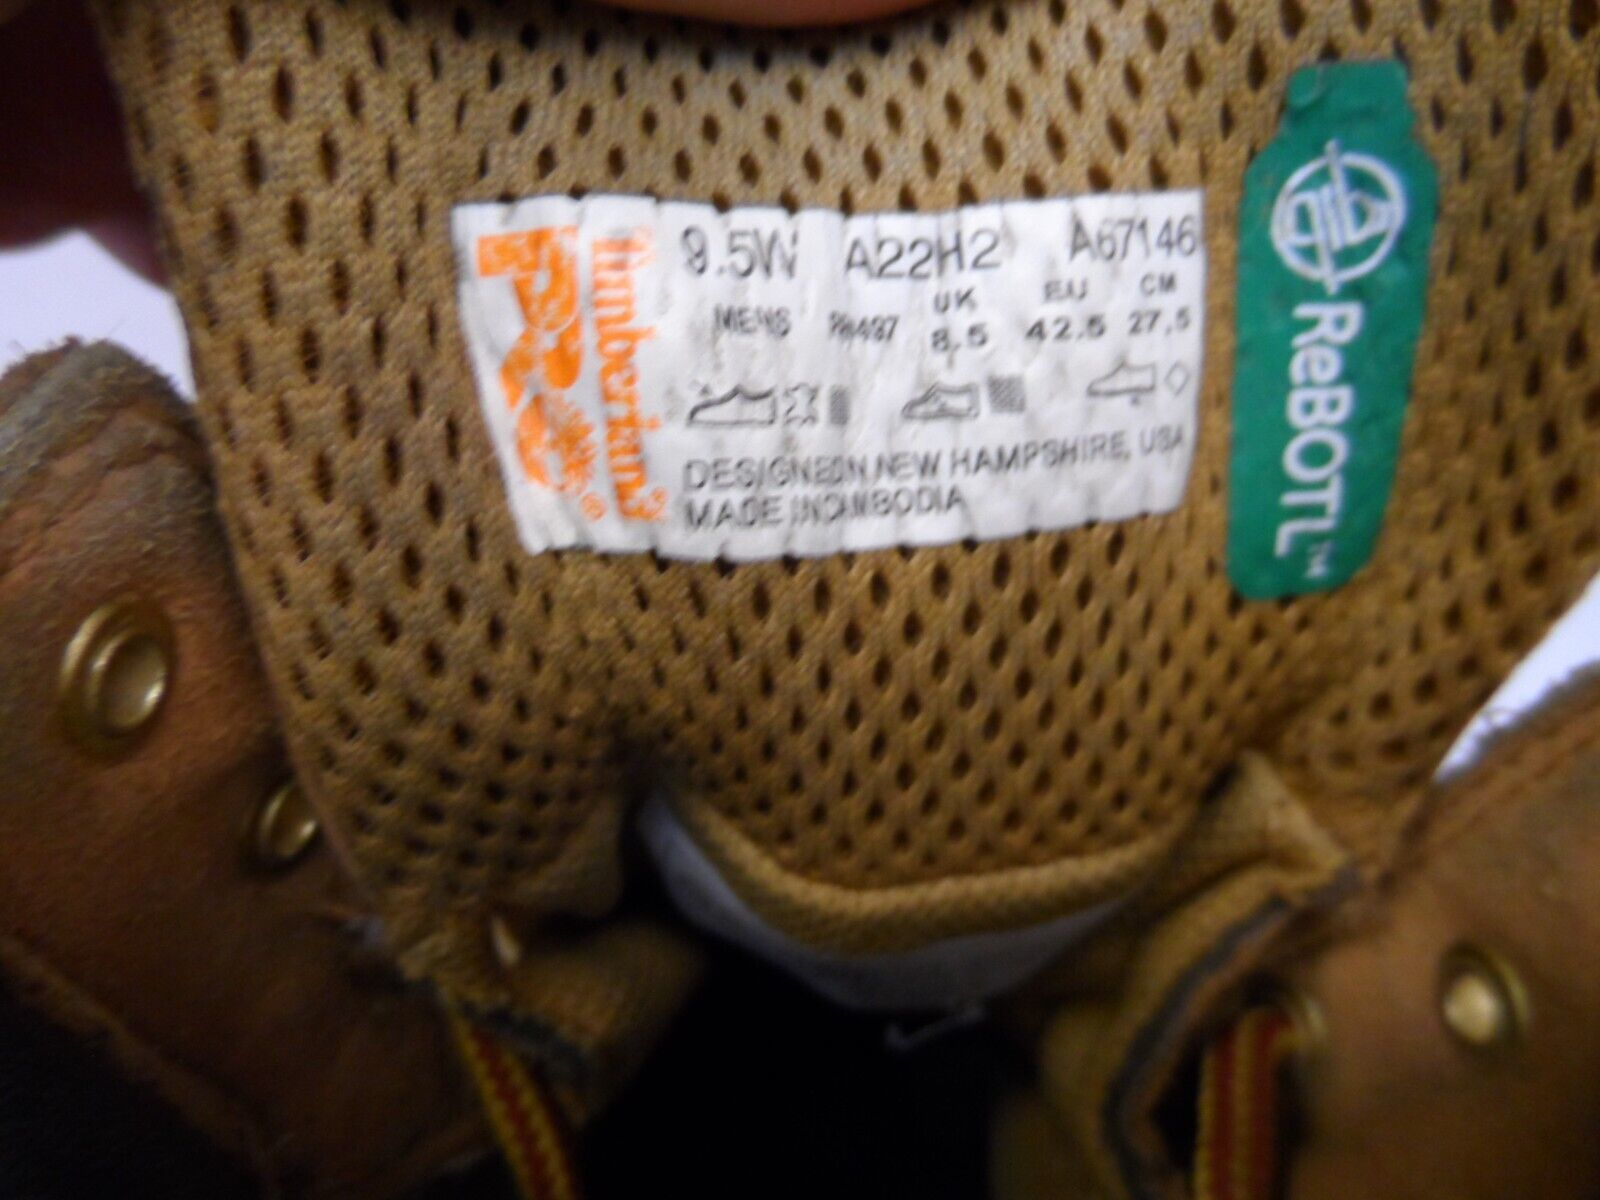 Timberland
PRO
®
9.5W A22H2 A67146
MENS UK EU CM
8.5 42.5 27.5
DESIGNED IN NEW HAMPSHIRE, USA
MADE IN CAMBODIA
ReBOTL™